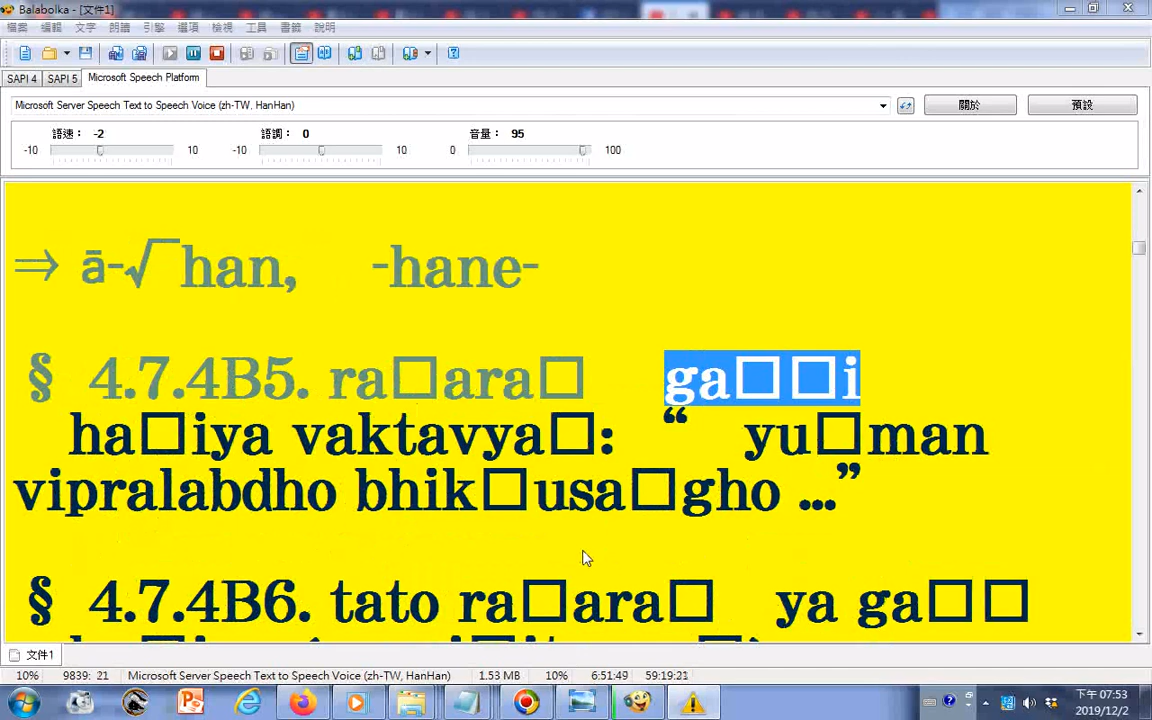 Balabolka - [文件1]
檔案 編輯 文字 朗讀 引擎 選項 檢視 工具 書籤 說明
SAPI 4 SAPI 5 Microsoft Speech Platform
Microsoft Server Speech Text to Speech Voice (zh-TW, HanHan) 關於 預設
語速： -2 語調： 0 音量： 95
-10 10 -10 10 0 100
⇒ ā-√han, -hane-
§ 4.7.4B5. ra□ara□ ga□□i
ha□iya vaktavya□: “ yu□man
vipralabdho bhik□usa□gho ...”
§ 4.7.4B6. tato ra□ara□ ya ga□□
文件1
10% 9839: 21 Microsoft Server Speech Text to Speech Voice (zh-TW, HanHan) 1.53 MB 10% 6:51:49 59:19:21
下午 07:53
2019/12/2